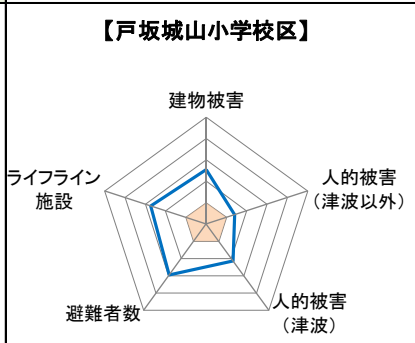 【戸坂城山小学校区】
建物被害
ライフライン
施設
人的被害
（津波以外）
避難者数
人的被害
（津波）